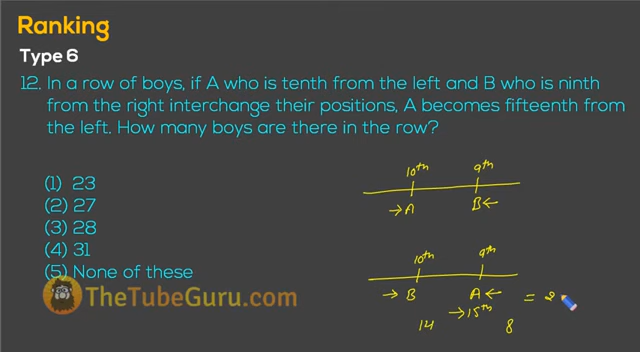 Ranking
Type 6
12. In a row of boys, if A who is tenth from the left and B who is ninth
from the right interchange their positions, A becomes fifteenth from
the left. How many boys are there in the row?
(1) 23
(2) 27
(3) 28
(4) 31
(5) None of these
10th 9th
→A B←
10th 9th
→B A←
→15th
14 8
= 2
TheTubeGuru.com